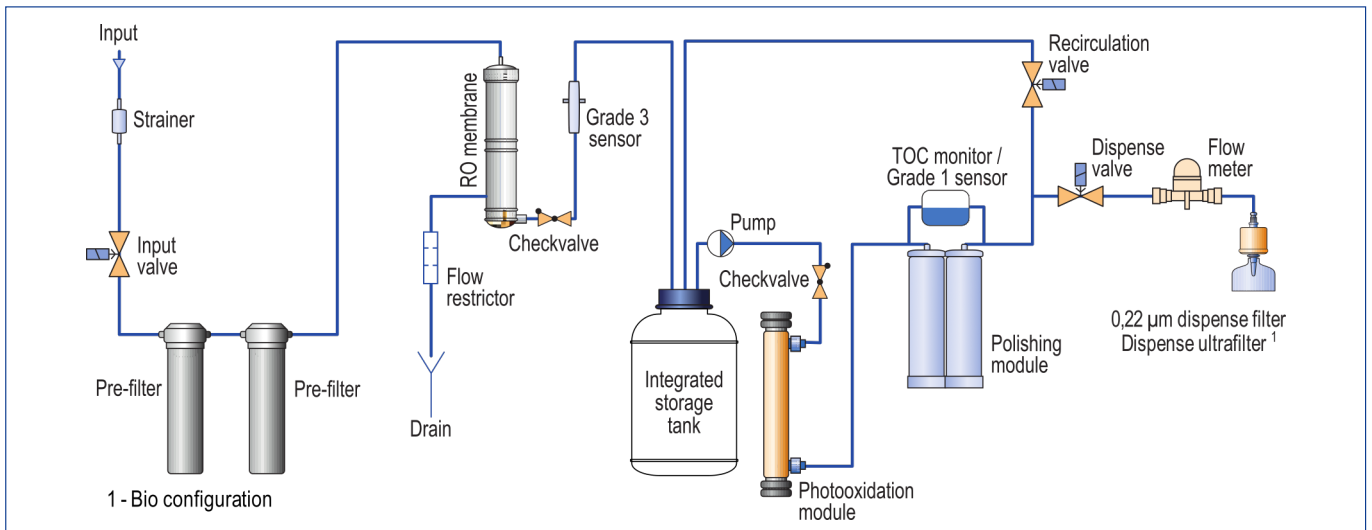 Input
Strainer
Input
valve
Pre-filter
Pre-filter
1 - Bio configuration
RO membrane
Flow
restrictor
Drain
Checkvalve
Grade 3
sensor
Integrated
storage
tank
Pump
Checkvalve
Photooxidation
module
TOC monitor /
Grade 1 sensor
Polishing
module
Recirculation
valve
Dispense
valve
Flow
meter
0,22 µm dispense filter
Dispense ultrafilter ¹